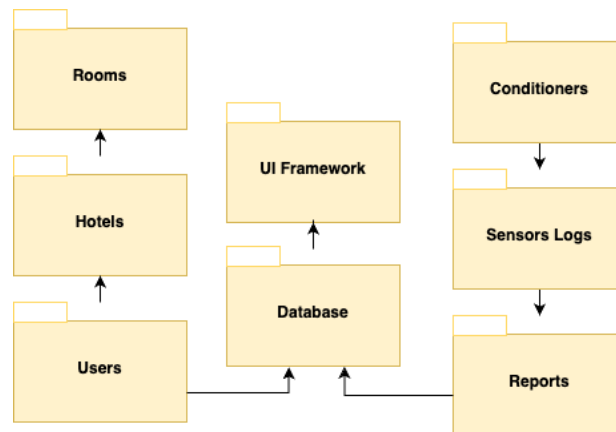 Rooms
Hotels
Users
UI Framework
Database
Conditioners
Sensors Logs
Reports